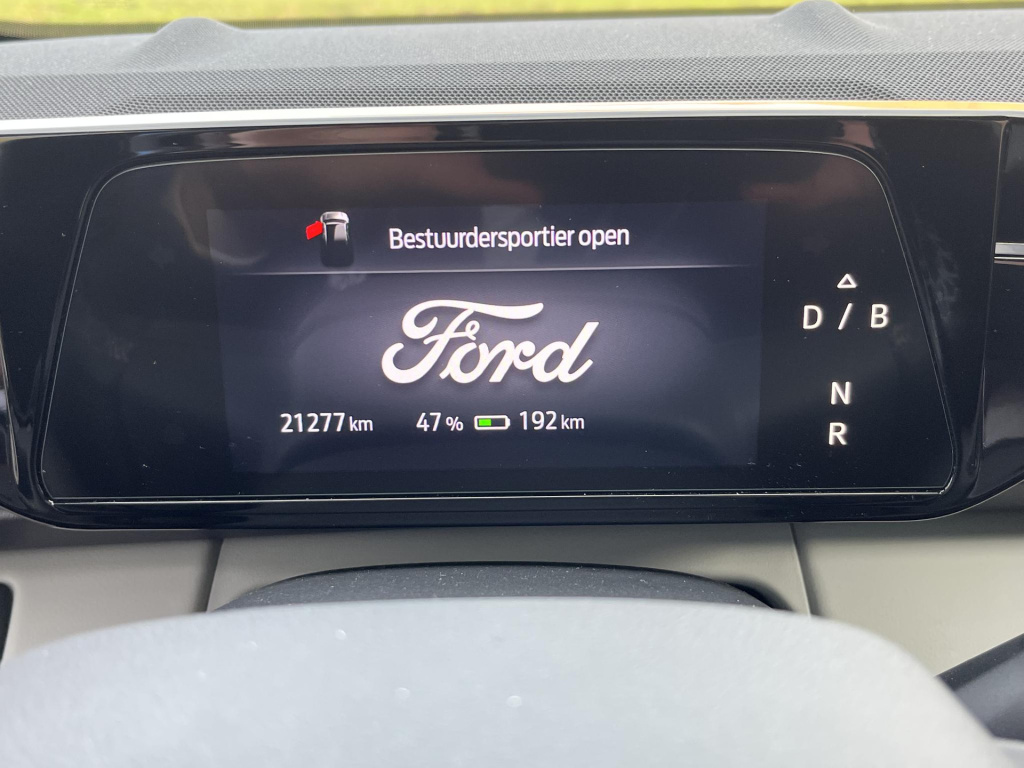 Bestuurdersportier open
Ford
21277 km 47 % 192 km
D / B
N
R